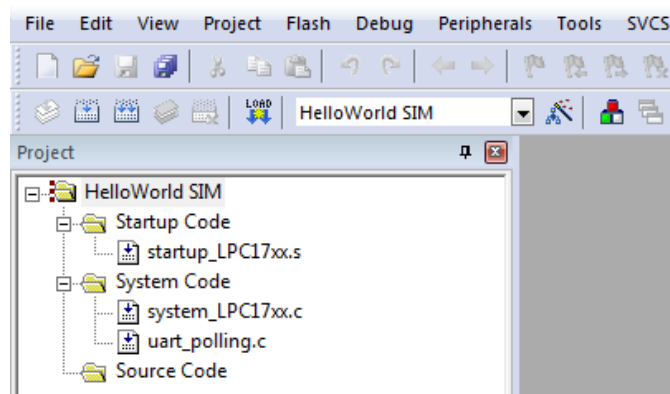 File Edit View Project Flash Debug Peripherals Tools SVCS
LOAD HelloWorld SIM
Project
HelloWorld SIM
Startup Code
startup_LPC17xx.s
System Code
system_LPC17xx.c
uart_polling.c
Source Code